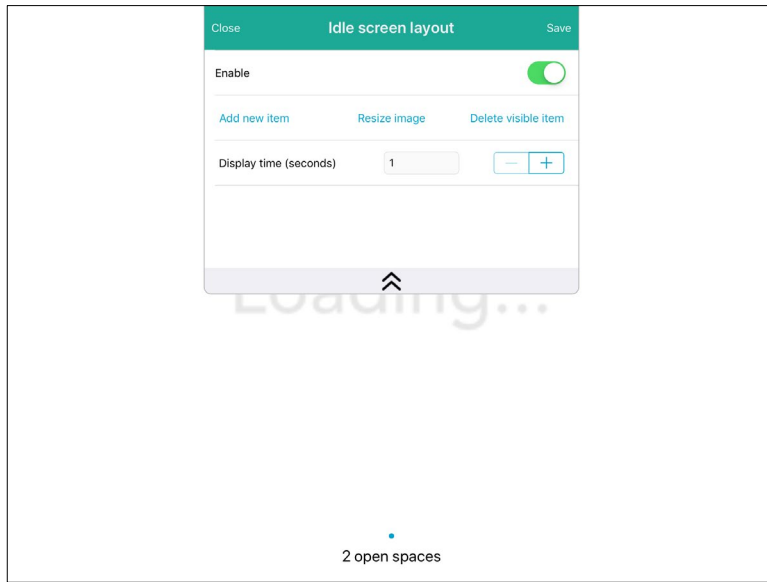 Close Idle screen layout Save
Enable
Add new item Resize image Delete visible item
Display time (seconds) 1 − +
Loading...
2 open spaces